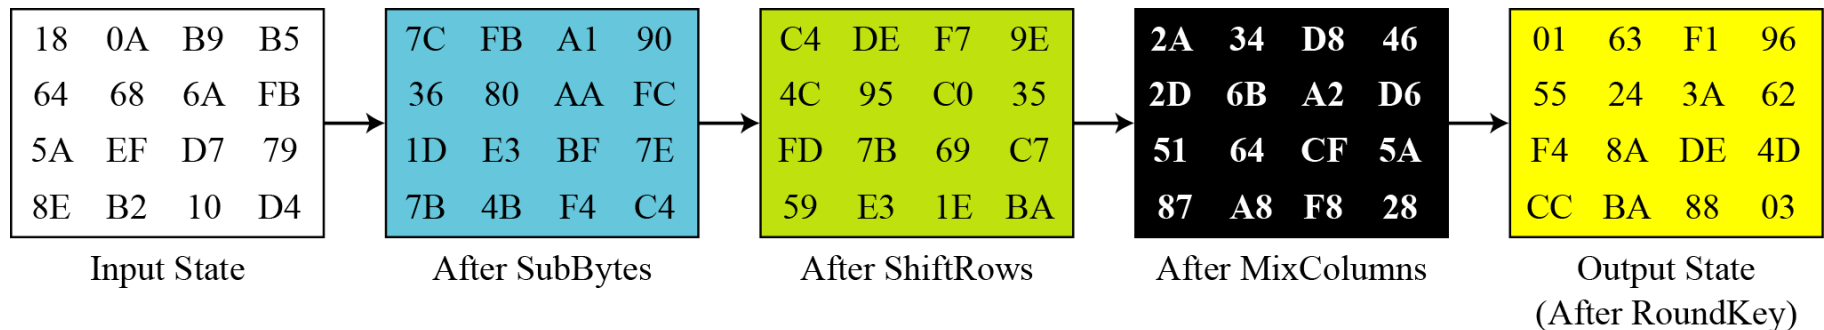 18 0A B9 B5 7C FB A1 90 C4 DE F7 9E 2A 34 D8 46 01 63 F1 96
64 68 6A FB 36 80 AA FC 4C 95 C0 35 2D 6B A2 D6 55 24 3A 62
5A EF D7 79 1D E3 BF 7E FD 7B 69 C7 51 64 CF 5A F4 8A DE 4D
8E B2 10 D4 7B 4B F4 C4 59 E3 1E BA 87 A8 F8 28 CC BA 88 03
Input State After SubBytes After ShiftRows After MixColumns Output State
(After RoundKey)